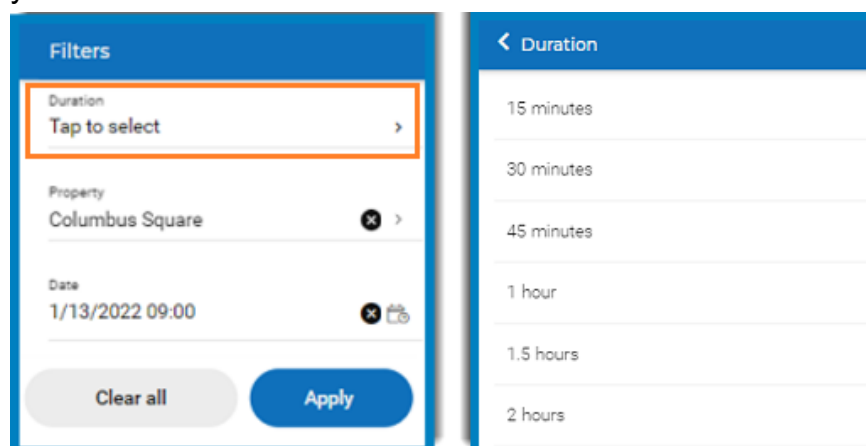 Filters
Duration
Tap to select
Property
Columbus Square
Date
1/13/2022 09:00
Clear all
Apply
Duration
15 minutes
30 minutes
45 minutes
1 hour
1.5 hours
2 hours